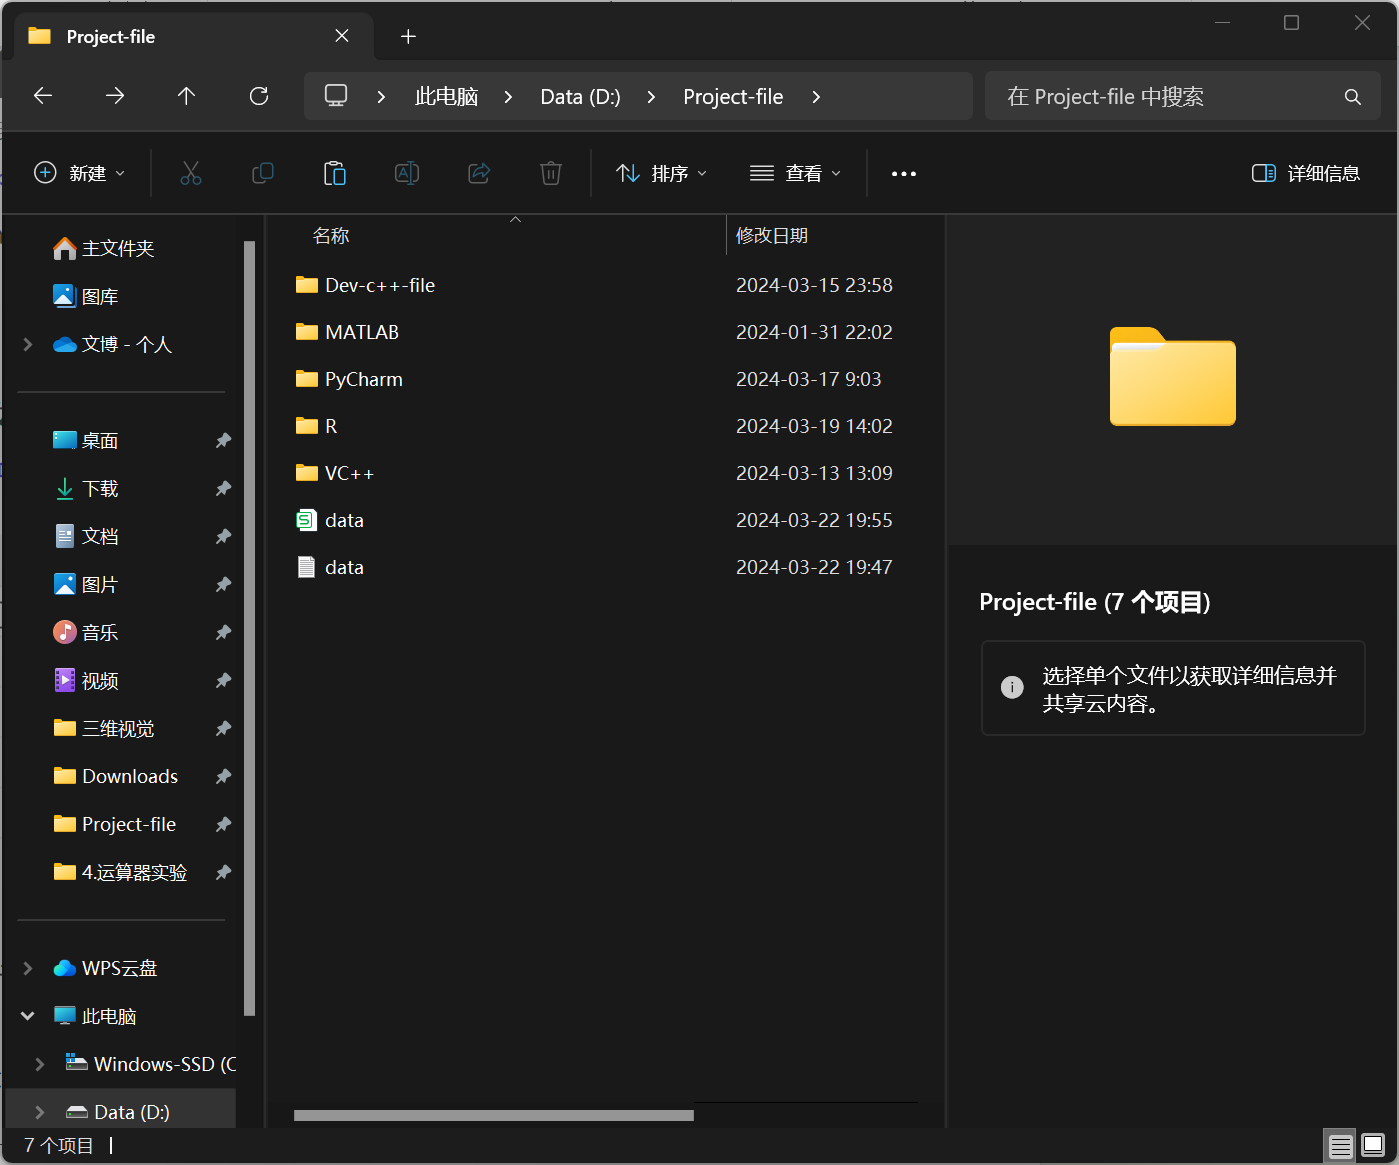 Project-file
此电脑 Data (D:) Project-file
在 Project-file 中搜索
新建 排序 查看 详细信息
主文件夹
图库
文博 - 个人
桌面
下载
文档
图片
音乐
视频
三维视觉
Downloads
Project-file
4.运算器实验
WPS云盘
此电脑
Windows-SSD (C
Data (D:)
名称 修改日期
Dev-c++-file 2024-03-15 23:58
MATLAB 2024-01-31 22:02
PyCharm 2024-03-17 9:03
R 2024-03-19 14:02
VC++ 2024-03-13 13:09
data 2024-03-22 19:55
data 2024-03-22 19:47
Project-file (7 个项目)
选择单个文件以获取详细信息并
共享云内容。
7 个项目